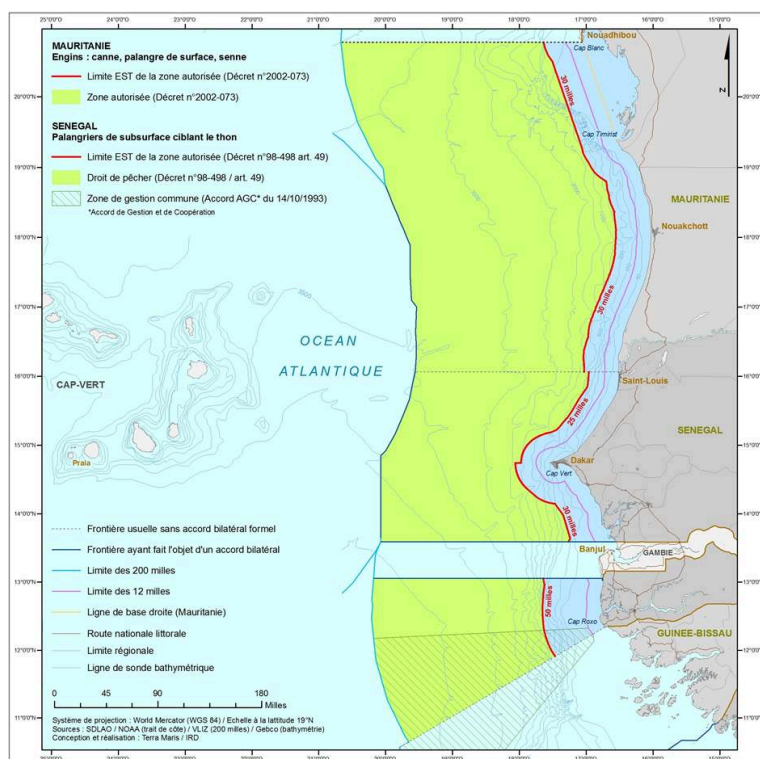 25°0'0"O 24°0'0"O 23°0'0"O 22°0'0"O 21°0'0"O 20°0'0"O 19°0'0"O 18°0'0"O 17°0'0"O 16°0'0"O 15°0'0"O
MAURITANIE
Engins : canne, palangre de surface, senne
Limite EST de la zone autorisée (Décret n°2002-073)
Zone autorisée (Décret n°2002-073)
SENEGAL
Palangriers de subsurface ciblant le thon
Limite EST de la zone autorisée (Décret n°98-498 art. 49)
Droit de pêcher (Décret n°98-498 / art. 49)
Zone de gestion commune (Accord AGC* du 14/10/1993)
*Accord de Gestion et de Coopération
Nouadhibou
Cap Blanc
30 milles
Cap Timirist
N
MAURITANIE
Nouakchott
30 milles
OCEAN
ATLANTIQUE
CAP-VERT
Praia
Saint-Louis
25 milles
SENEGAL
Dakar
Cap Vert
30 milles
Banjul
GAMBIE
50 milles
Cap Roxo
GUINEE-BISSAU
20°0'0"N
19°0'0"N
18°0'0"N
17°0'0"N
16°0'0"N
15°0'0"N
14°0'0"N
13°0'0"N
12°0'0"N
11°0'0"N
Frontière usuelle sans accord bilatéral formel
Frontière ayant fait l'objet d'un accord bilatéral
Limite des 200 milles
Limite des 12 milles
Ligne de base droite (Mauritanie)
Route nationale littorale
Limite régionale
Ligne de sonde bathymétrique
0 45 90 180
Milles
Système de projection : World Mercator (WGS 84) / Echelle à la lattitude 19°N
Sources : SDLAO / NOAA (trait de côte) / VLIZ (200 milles) / Gebco (bathymétrie)
Conception et réalisation : Terra Maris / IRD